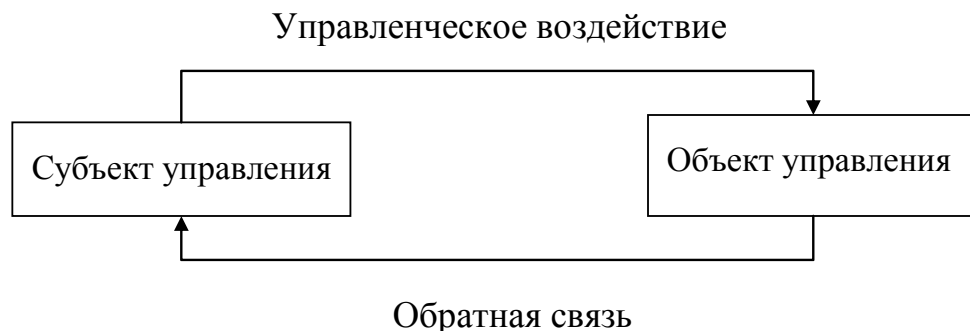 Управленческое воздействие
Субъект управления
Объект управления
Обратная связь